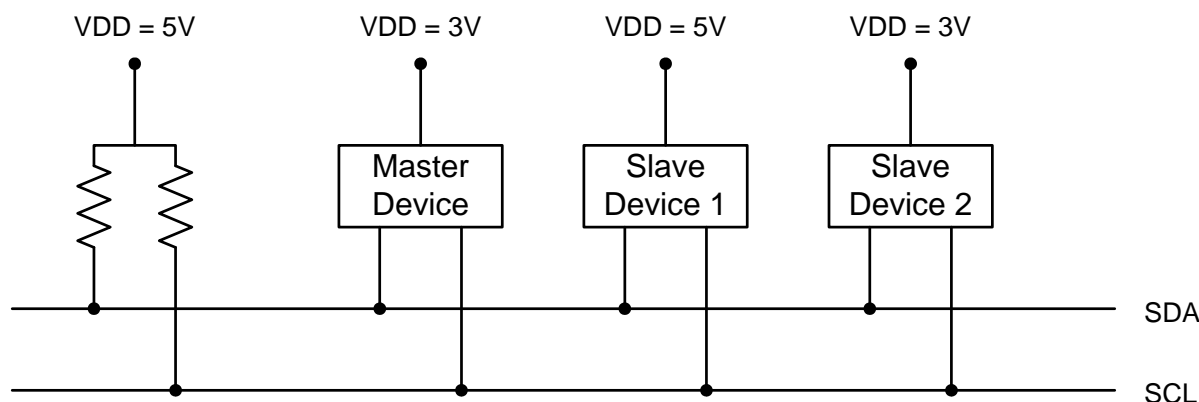 VDD = 5V
VDD = 3V
VDD = 5V
VDD = 3V
Master
Device
Slave
Device 1
Slave
Device 2
SDA
SCL